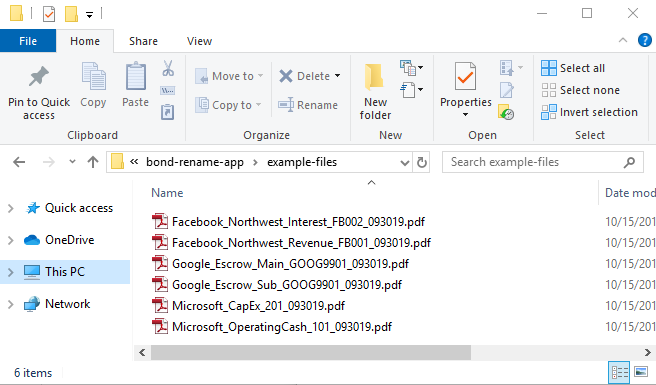 File Home Share View
Pin to Quick access
Copy
Paste
Move to
Copy to
Delete
Rename
New folder
Properties
Select all
Select none
Invert selection
Clipboard Organize New Open Select
« bond-rename-app > example-files
Search example-files
Name Date mod
Quick access
OneDrive
This PC
Network
Facebook_Northwest_Interest_FB002_093019.pdf 10/15/201
Facebook_Northwest_Revenue_FB001_093019.pdf 10/15/201
Google_Escrow_Main_GOOG9901_093019.pdf 10/15/201
Google_Escrow_Sub_GOOG9901_093019.pdf 10/15/201
Microsoft_CapEx_201_093019.pdf 10/15/201
Microsoft_OperatingCash_101_093019.pdf 10/15/201
6 items